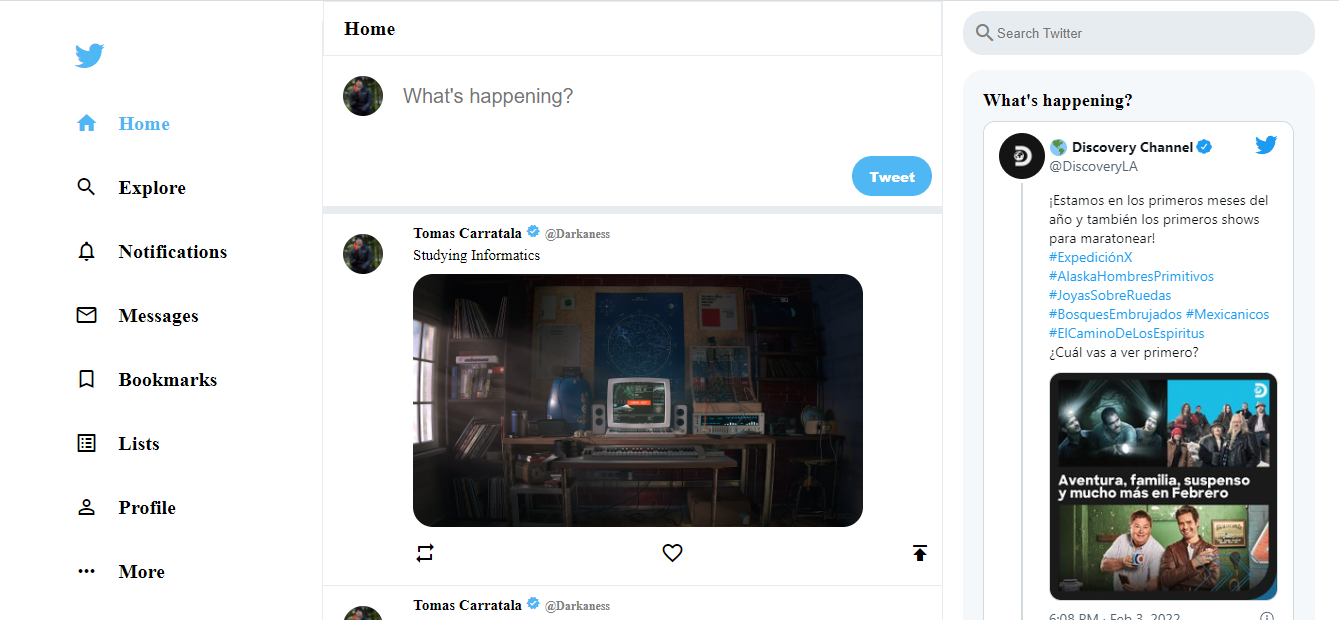 Home
Explore
Notifications
Messages
Bookmarks
Lists
Profile
More
Home
What's happening?
Tweet
Tomas Carratala @Darkaness
Studying Informatics
Tomas Carratala @Darkaness
Search Twitter
What's happening?
Discovery Channel
@DiscoveryLA
¡Estamos en los primeros meses del
año y también los primeros shows
para maratonear!
#ExpediciónX
#AlaskaHombresPrimitivos
#JoyasSobreRuedas
#BosquesEmbrujados #Mexicanicos
#ElCaminoDeLosEspiritus
¿Cuál vas a ver primero?
Aventura, familia, suspenso
y mucho más en Febrero
6:08 PM · Feb 3, 2022